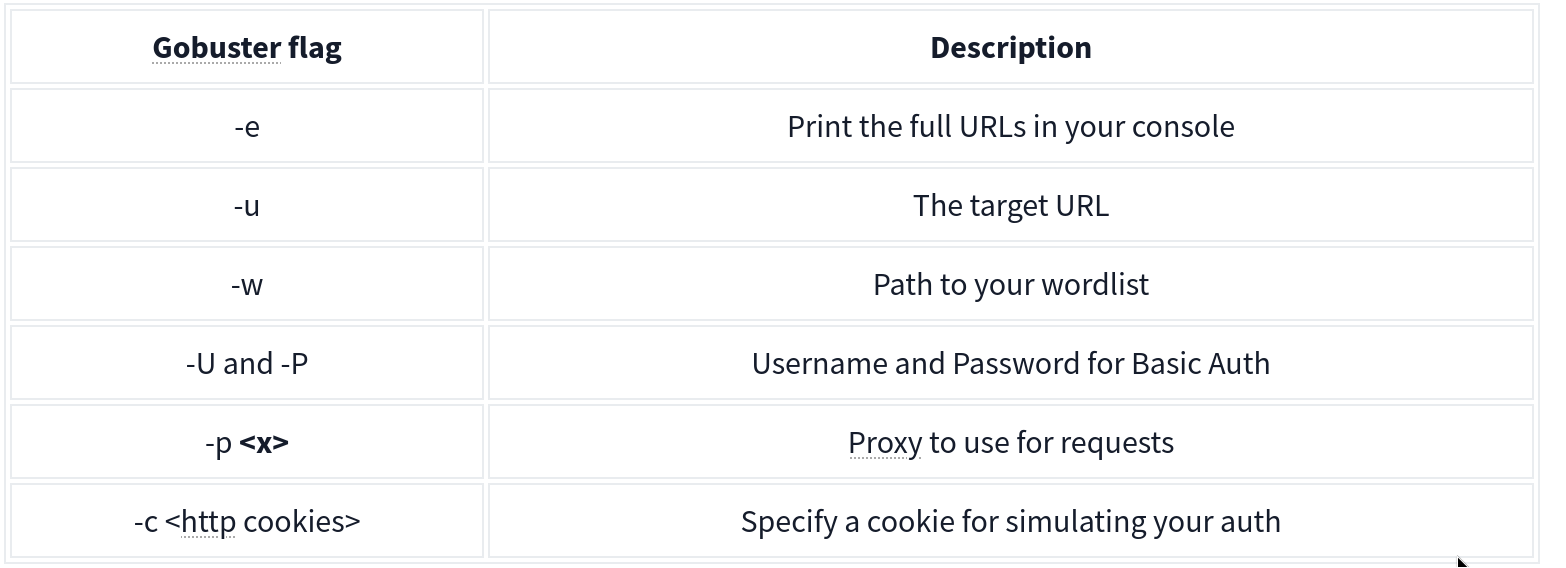 Gobuster flag Description
-e Print the full URLs in your console
-u The target URL
-w Path to your wordlist
-U and -P Username and Password for Basic Auth
-p <x> Proxy to use for requests
-c <http cookies> Specify a cookie for simulating your auth